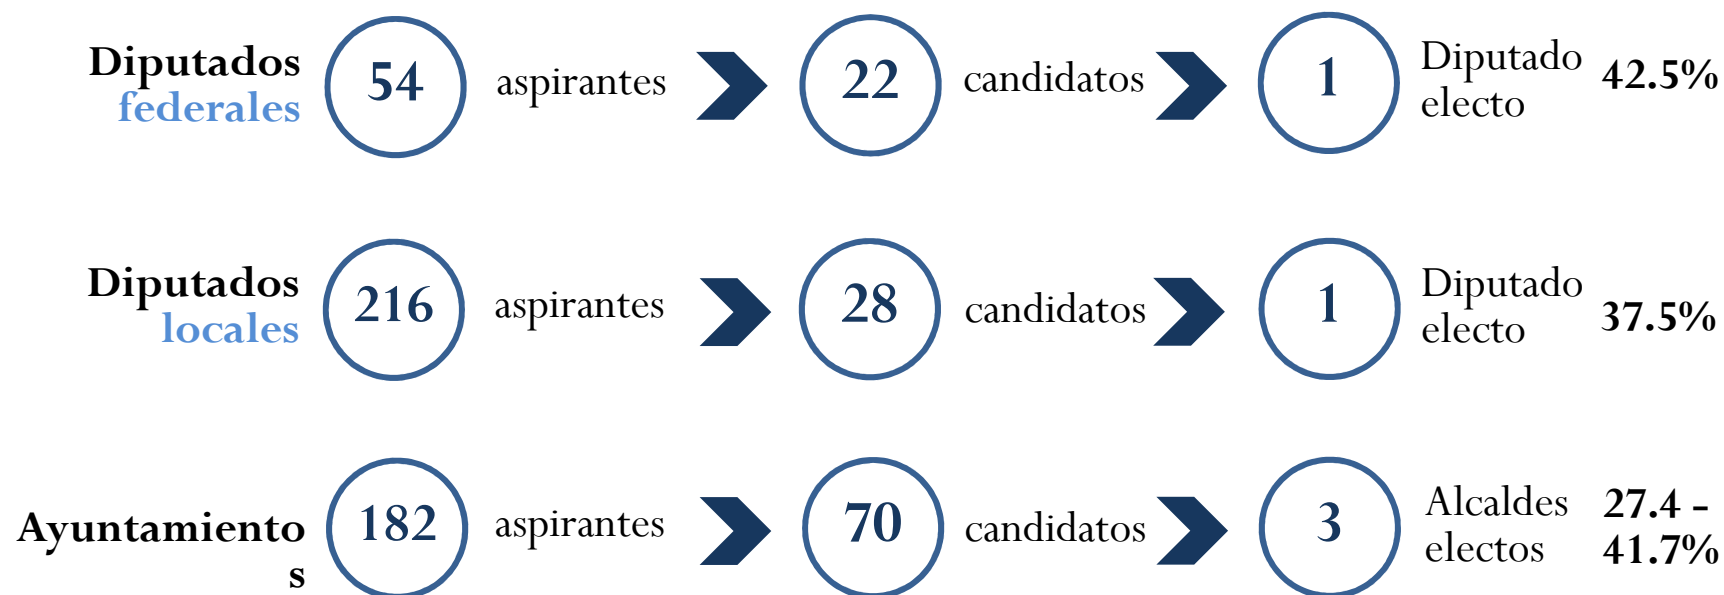 Diputados
federales
54
aspirantes
22
candidatos
1
Diputado
electo
42.5%
Diputados
locales
216
aspirantes
28
candidatos
1
Diputado
electo
37.5%
Ayuntamiento
s
182
aspirantes
70
candidatos
3
Alcaldes
electos
27.4 -
41.7%